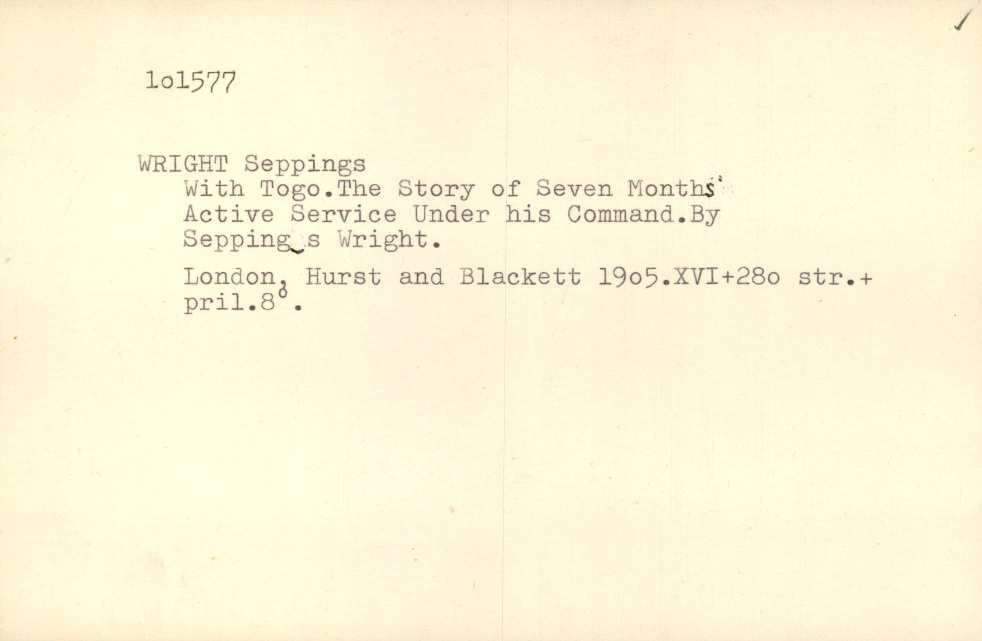 1o1577
WRIGHT Seppings
With Togo.The Story of Seven Months'
Active Service Under his Command.By
Seppings Wright.
London, Hurst and Blackett 19o5.XVI+28o str.+
pril.8°.